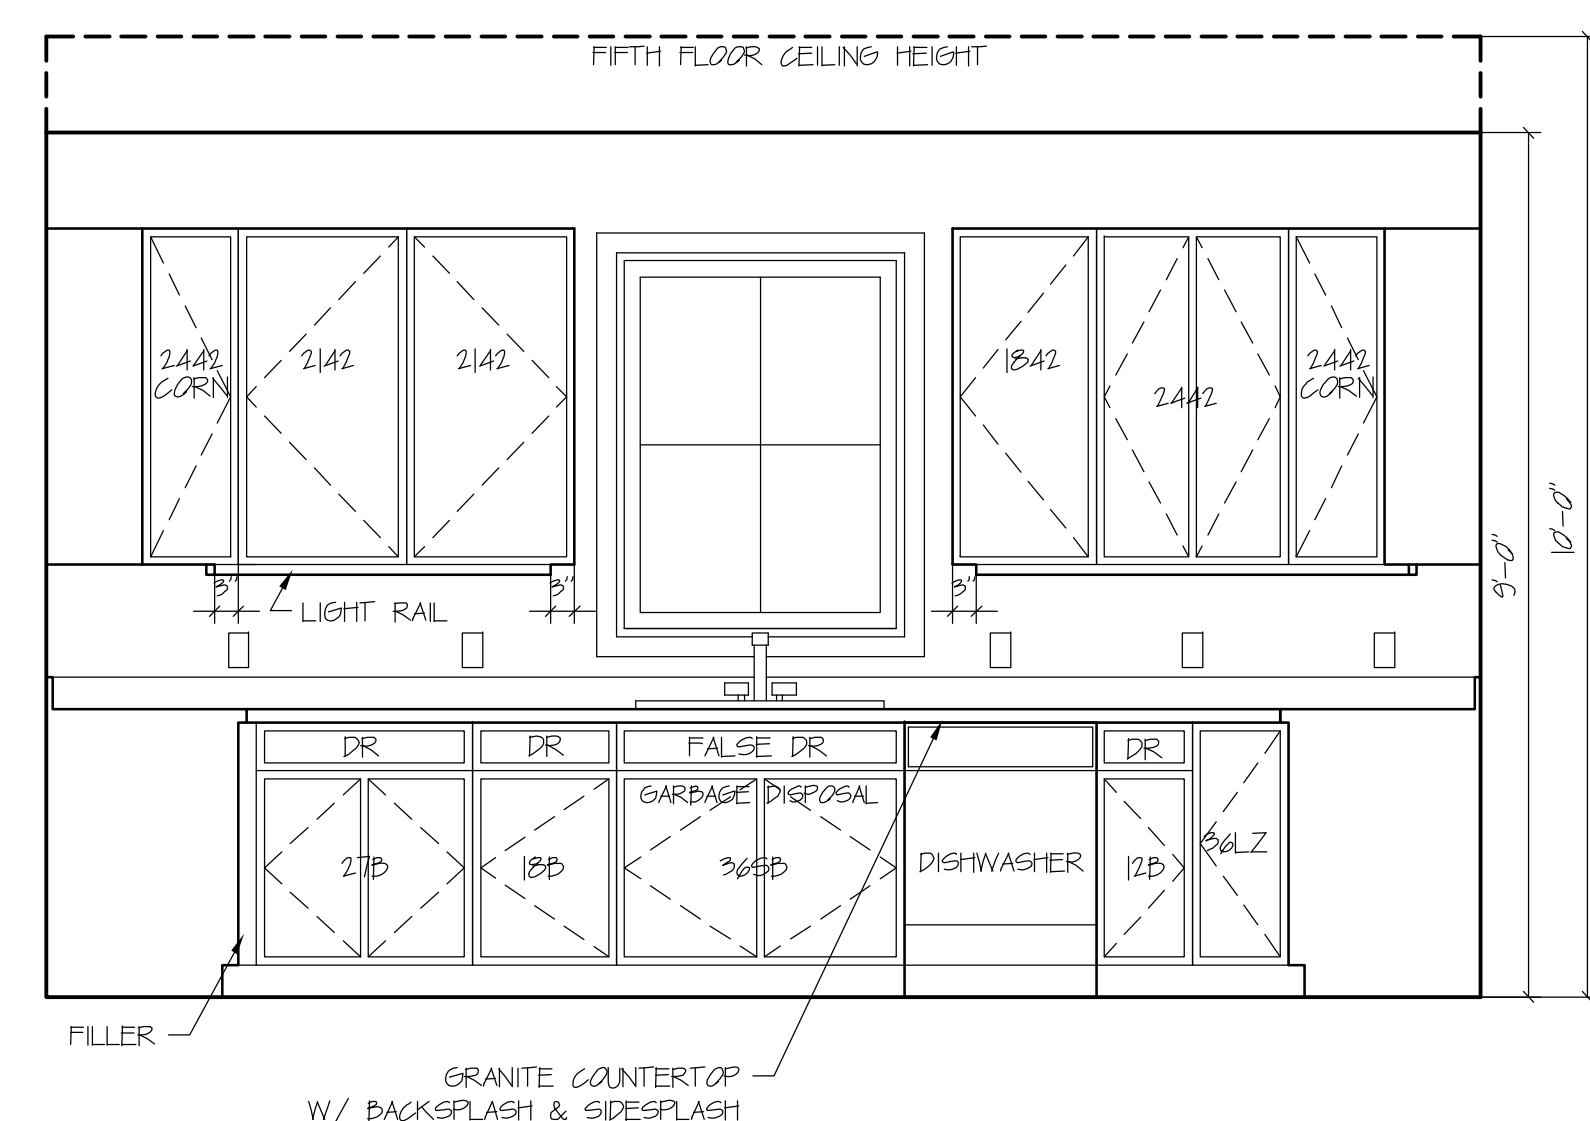 FIFTH FLOOR CEILING HEIGHT
2442
CORN
2142
2142
1842
2442
2442
CORN
3"
LIGHT RAIL
3"
3"
9'-0"
10'-0"
DR
DR
FALSE DR
DR
GARBAGE DISPOSAL
27B
18B
36SB
DISHWASHER
12B
36LZ
FILLER
GRANITE COUNTERTOP
W/ BACKSPLASH & SIDESPLASH